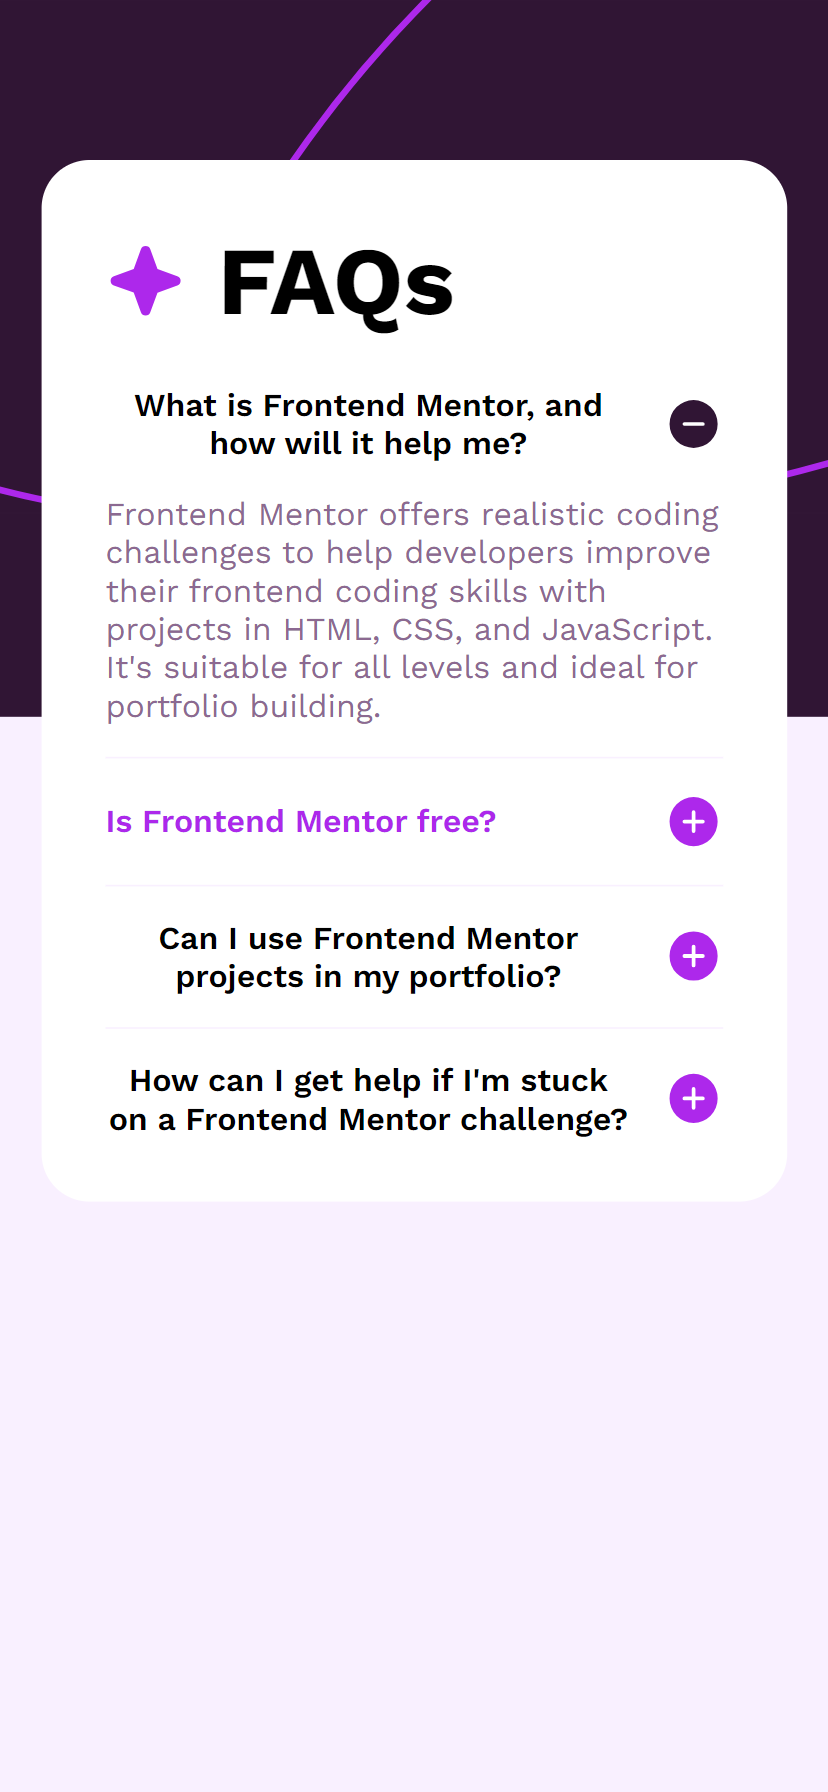 FAQs
What is Frontend Mentor, and
how will it help me?
Frontend Mentor offers realistic coding
challenges to help developers improve
their frontend coding skills with
projects in HTML, CSS, and JavaScript.
It's suitable for all levels and ideal for
portfolio building.
Is Frontend Mentor free?
Can I use Frontend Mentor
projects in my portfolio?
How can I get help if I'm stuck
on a Frontend Mentor challenge?